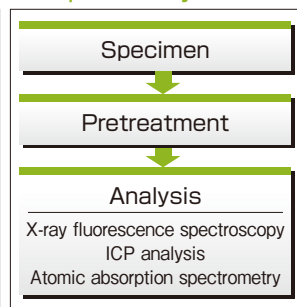 Specimen
Pretreatment
Analysis
X-ray fluorescence spectroscopy
ICP analysis
Atomic absorption spectrometry